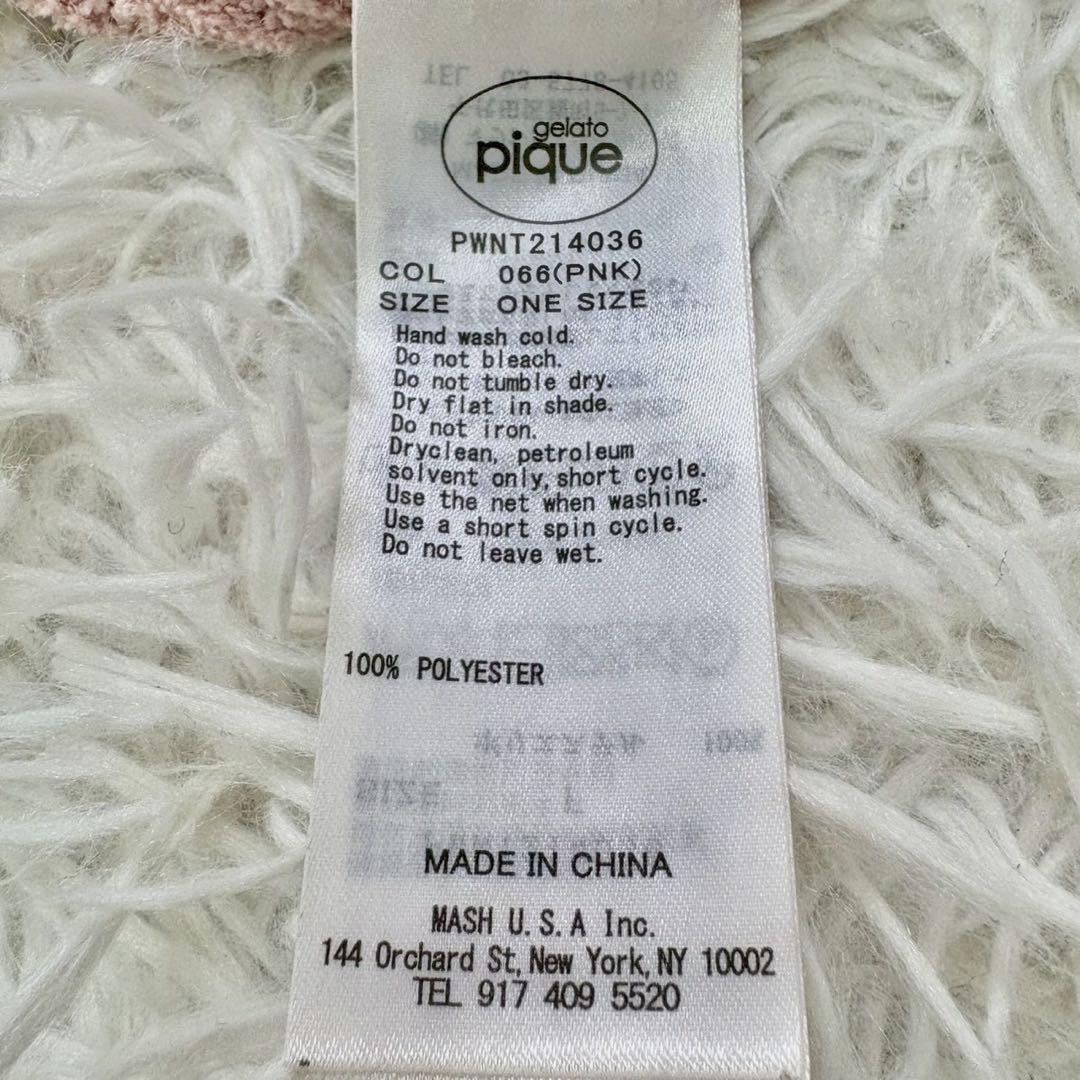 gelato
pique
PWNT214036
COL 066(PNK)
SIZE ONE SIZE
Hand wash cold.
Do not bleach.
Do not tumble dry.
Dry flat in shade.
Do not iron.
Dryclean, petroleum
solvent only, short cycle.
Use the net when washing.
Use a short spin cycle.
Do not leave wet.
100% POLYESTER
MADE IN CHINA
MASH U.S.A Inc.
144 Orchard St, New York, NY 10002
TEL 917 409 5520